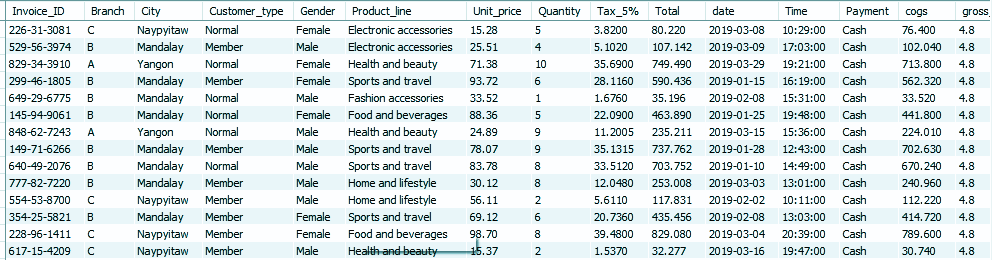 Invoice_ID Branch City Customer_type Gender Product_line Unit_price Quantity Tax_5% Total date Time Payment cogs gross_
226-31-3081 C Naypyitaw Normal Female Electronic accessories 15.28 5 3.8200 80.220 2019-03-08 10:29:00 Cash 76.400 4.8
529-56-3974 B Mandalay Member Male Electronic accessories 25.51 4 5.1020 107.142 2019-03-09 17:03:00 Cash 102.040 4.8
829-34-3910 A Yangon Normal Female Health and beauty 71.38 10 35.6900 749.490 2019-03-29 19:21:00 Cash 713.800 4.8
299-46-1805 B Mandalay Member Female Sports and travel 93.72 6 28.1160 590.436 2019-01-15 16:19:00 Cash 562.320 4.8
649-29-6775 B Mandalay Normal Male Fashion accessories 33.52 1 1.6760 35.196 2019-02-08 15:31:00 Cash 33.520 4.8
145-94-9061 B Mandalay Normal Female Food and beverages 88.36 5 22.0900 463.890 2019-01-25 19:48:00 Cash 441.800 4.8
848-62-7243 A Yangon Normal Male Health and beauty 24.89 9 11.2005 235.211 2019-03-15 15:36:00 Cash 224.010 4.8
149-71-6266 B Mandalay Member Male Sports and travel 78.07 9 35.1315 737.762 2019-01-28 12:43:00 Cash 702.630 4.8
640-49-2076 B Mandalay Normal Male Sports and travel 83.78 8 33.5120 703.752 2019-01-10 14:49:00 Cash 670.240 4.8
777-82-7220 B Mandalay Member Male Home and lifestyle 30.12 8 12.0480 253.008 2019-03-03 13:01:00 Cash 240.960 4.8
554-53-8700 C Naypyitaw Member Male Home and lifestyle 56.11 2 5.6110 117.831 2019-02-02 10:11:00 Cash 112.220 4.8
354-25-5821 B Mandalay Member Female Sports and travel 69.12 6 20.7360 435.456 2019-02-08 13:03:00 Cash 414.720 4.8
228-96-1411 C Naypyitaw Member Female Food and beverages 98.70 8 39.4800 829.080 2019-03-04 20:39:00 Cash 789.600 4.8
617-15-4209 C Naypyitaw Member Male Health and beauty 15.37 2 1.5370 32.277 2019-03-16 19:47:00 Cash 30.740 4.8